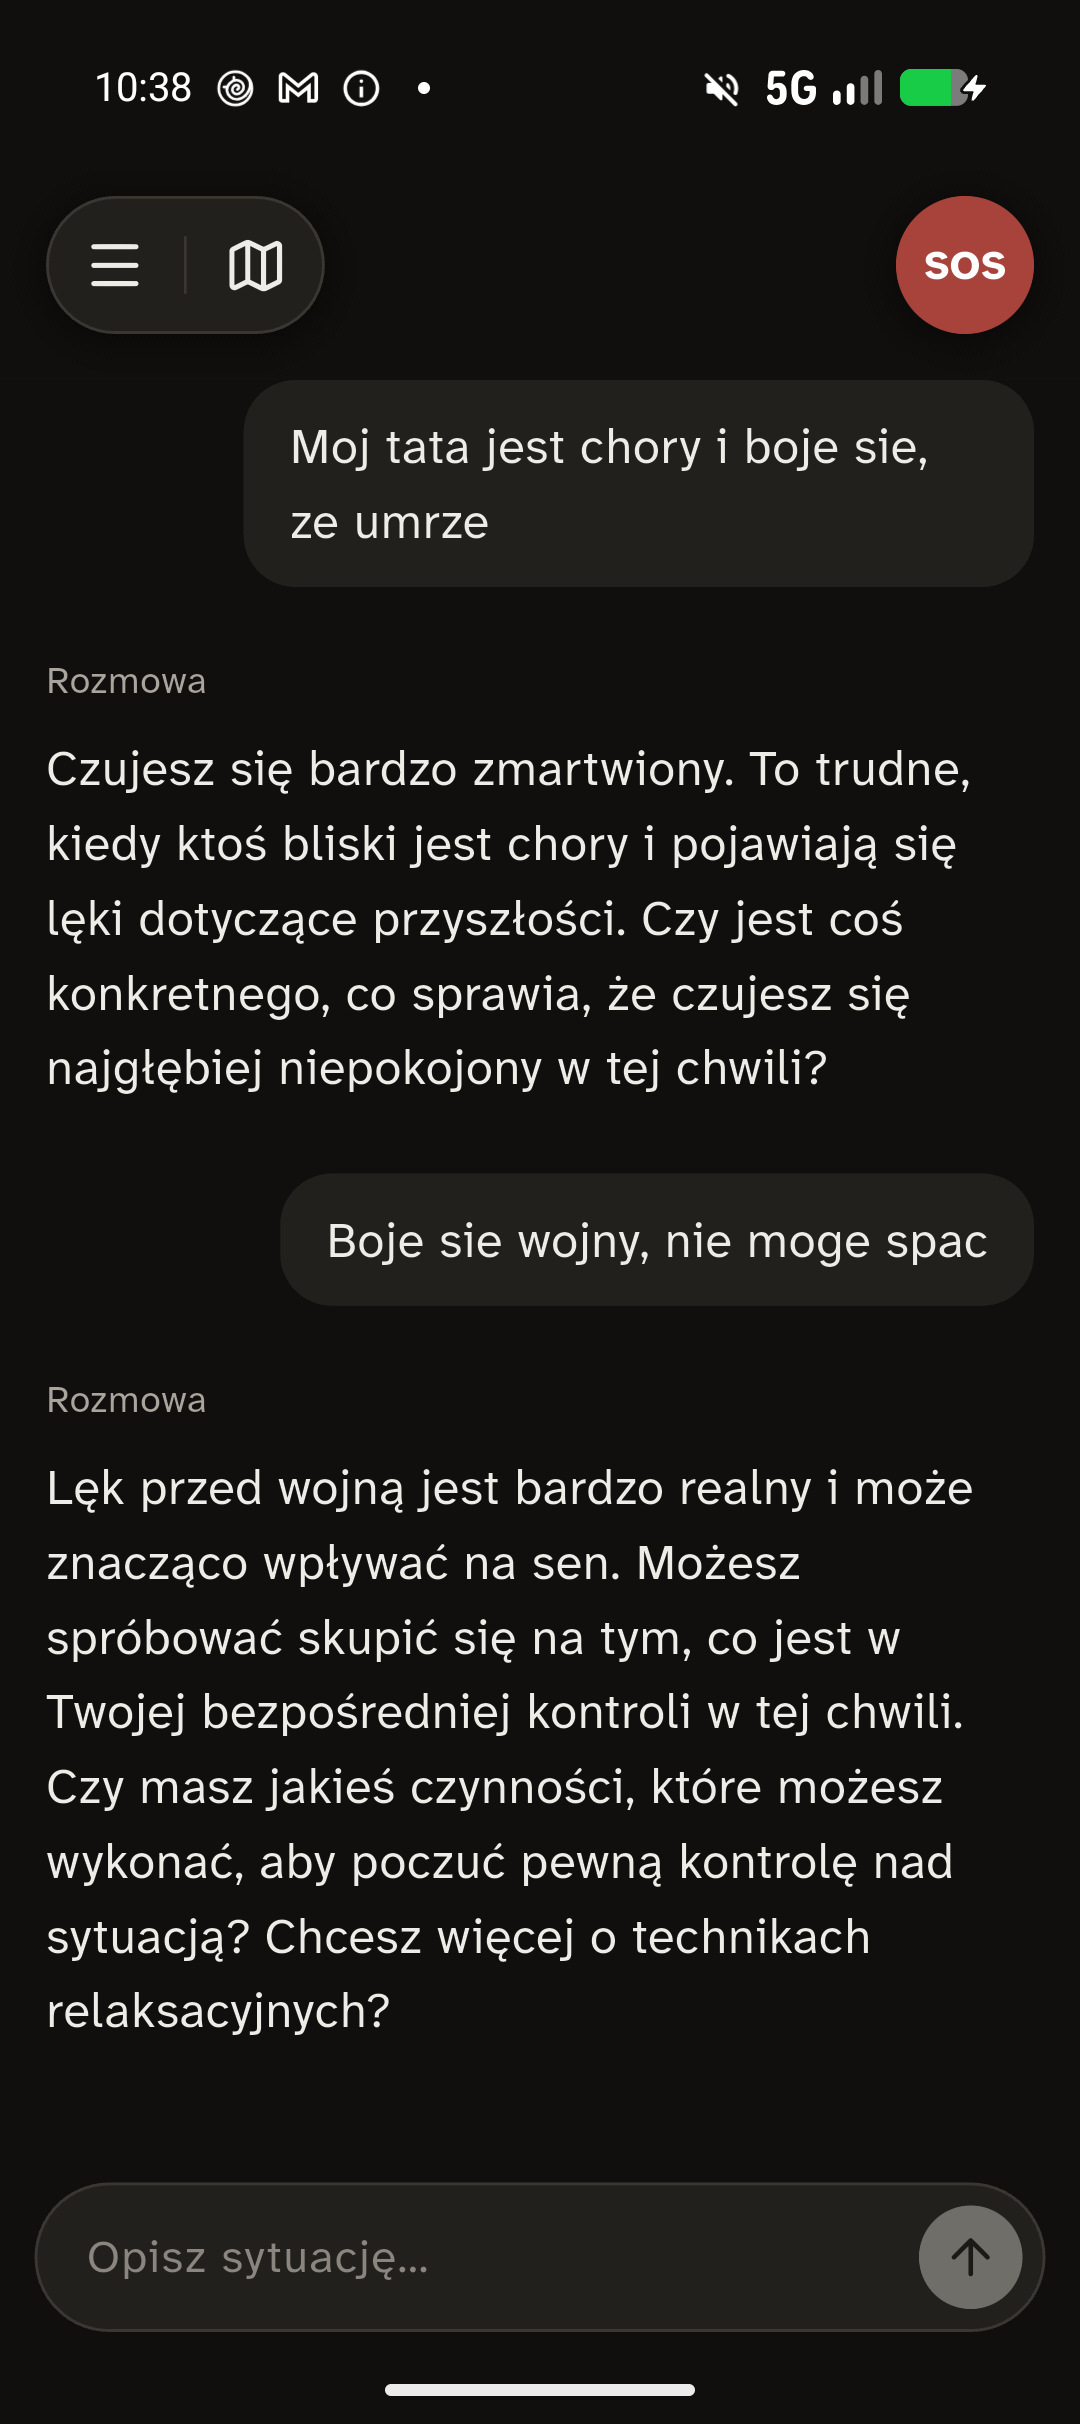 10:38
5G
SOS
Moj tata jest chory i boje sie,
ze umrze
Rozmowa
Czujesz się bardzo zmartwiony. To trudne,
kiedy ktoś bliski jest chory i pojawiają się
lęki dotyczące przyszłości. Czy jest coś
konkretnego, co sprawia, że czujesz się
najgłębiej niepokojony w tej chwili?
Boje sie wojny, nie moge spac
Rozmowa
Lęk przed wojną jest bardzo realny i może
znacząco wpływać na sen. Możesz
spróbować skupić się na tym, co jest w
Twojej bezpośredniej kontroli w tej chwili.
Czy masz jakieś czynności, które możesz
wykonać, aby poczuć pewną kontrolę nad
sytuacją? Chcesz więcej o technikach
relaksacyjnych?
Opisz sytuację...